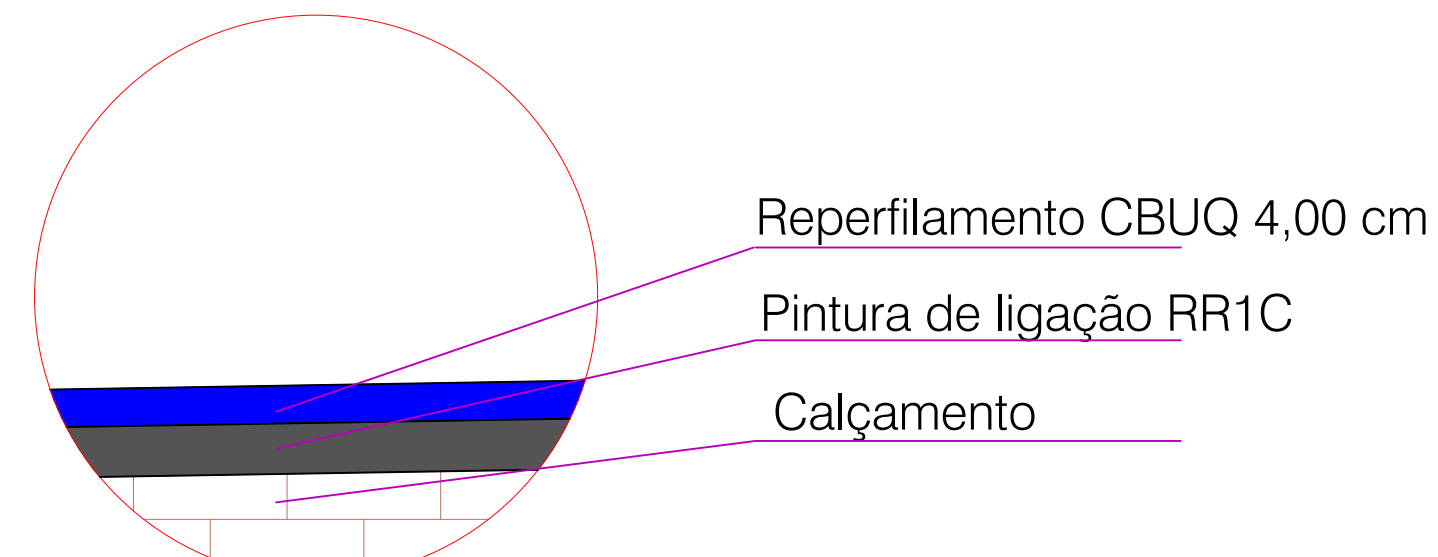 Reperfilamento CBUQ 4,00 cm
Pintura de ligação RR1C
Calçamento